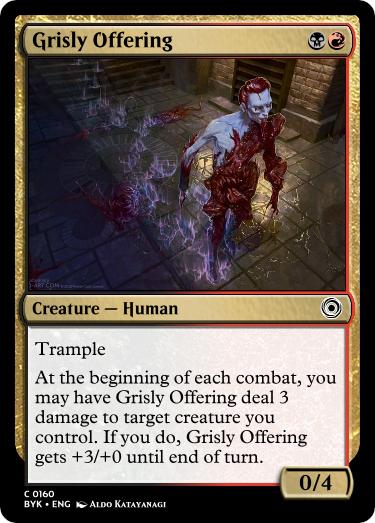 Grisly Offering
Creature — Human
Trample
At the beginning of each combat, you
may have Grisly Offering deal 3
damage to target creature you
control. If you do, Grisly Offering
gets +3/+0 until end of turn.
0/4
C 0160
BYK • ENG Aldo Katayanagi